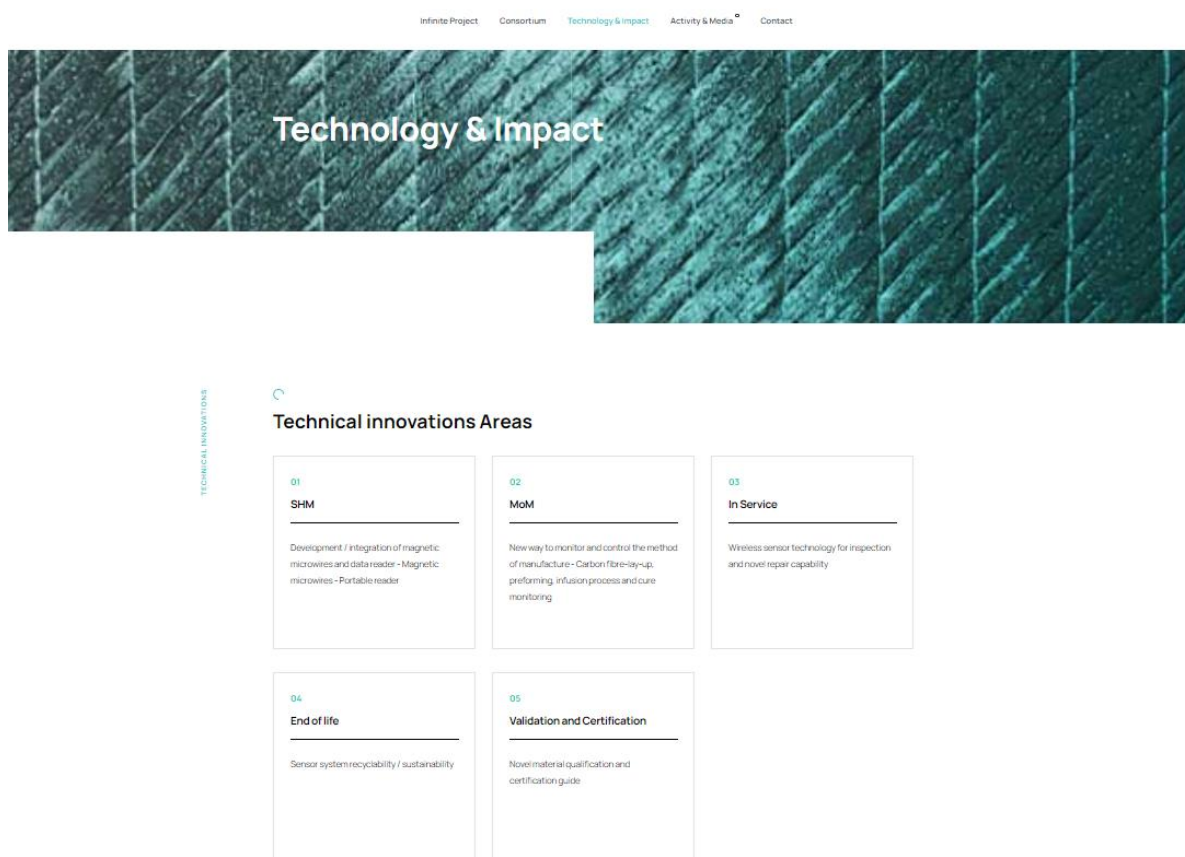 Infinite Project Consortium Technology & Impact Activity & Media Contact
Technology & Impact
TECHNICAL INNOVATIONS
Technical innovations Areas
01
SHM
Development / integration of magnetic
microwires and data reader - Magnetic
microwires - Portable reader
02
MoM
New way to monitor and control the method
of manufacture - Carbon fibre-lay-up,
preforming, infusion process and cure
monitoring
03
In Service
Wireless sensor technology for inspection
and novel repair capability
04
End of life
Sensor system recyclability / sustainability
05
Validation and Certification
Novel material qualification and
certification guide